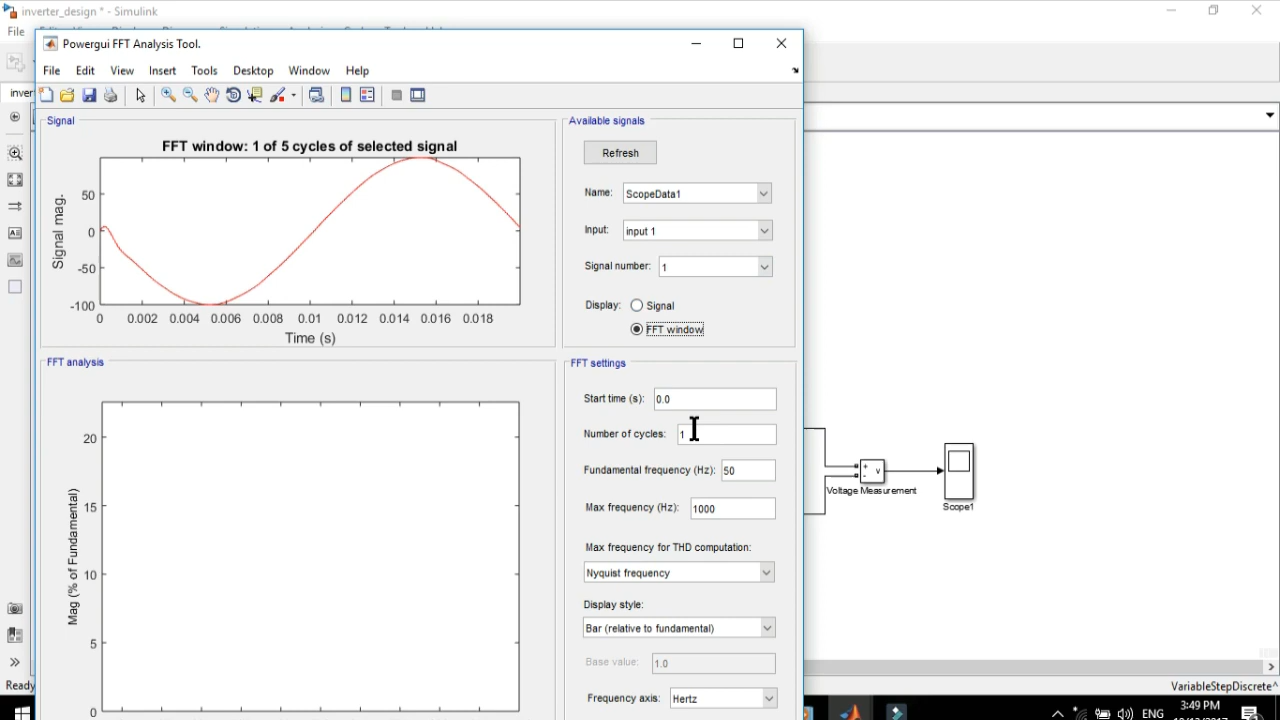 inverter_design * - Simulink
File
Powergui FFT Analysis Tool.
File Edit View Insert Tools Desktop Window Help
inver
Signal
FFT window: 1 of 5 cycles of selected signal
Signal mag.
50
0
-50
-100
0 0.002 0.004 0.006 0.008 0.01 0.012 0.014 0.016 0.018
Time (s)
Available signals
Refresh
Name: ScopeData1
Input: input 1
Signal number: 1
Display: Signal
FFT window
FFT analysis
Mag (% of Fundamental)
20
15
10
5
0
FFT settings
Start time (s): 0.0
Number of cycles: 1
Fundamental frequency (Hz): 50
Max frequency (Hz): 1000
Max frequency for THD computation:
Nyquist frequency
Display style:
Bar (relative to fundamental)
Base value: 1.0
Frequency axis: Hertz
+
-
v
Voltage Measurement
Scope1
Ready
VariableStepDiscrete
ENG
3:49 PM